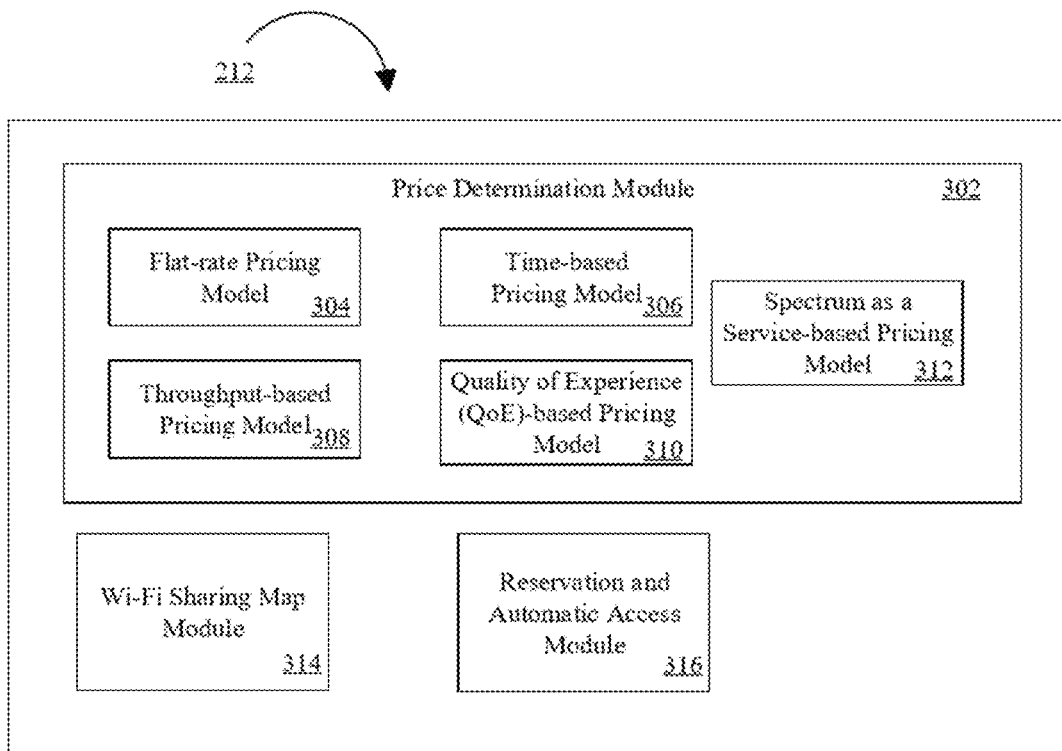 212
Price Determination Module
302
Flat-rate Pricing
Model
304
Time-based
Pricing Model
306
Spectrum as a
Service-based Pricing
Model
312
Throughput-based
Pricing Model
308
Quality of Experience
(QoE)-based Pricing
Model
310
Wi-Fi Sharing Map
Module
314
Reservation and
Automatic Access
Module
316